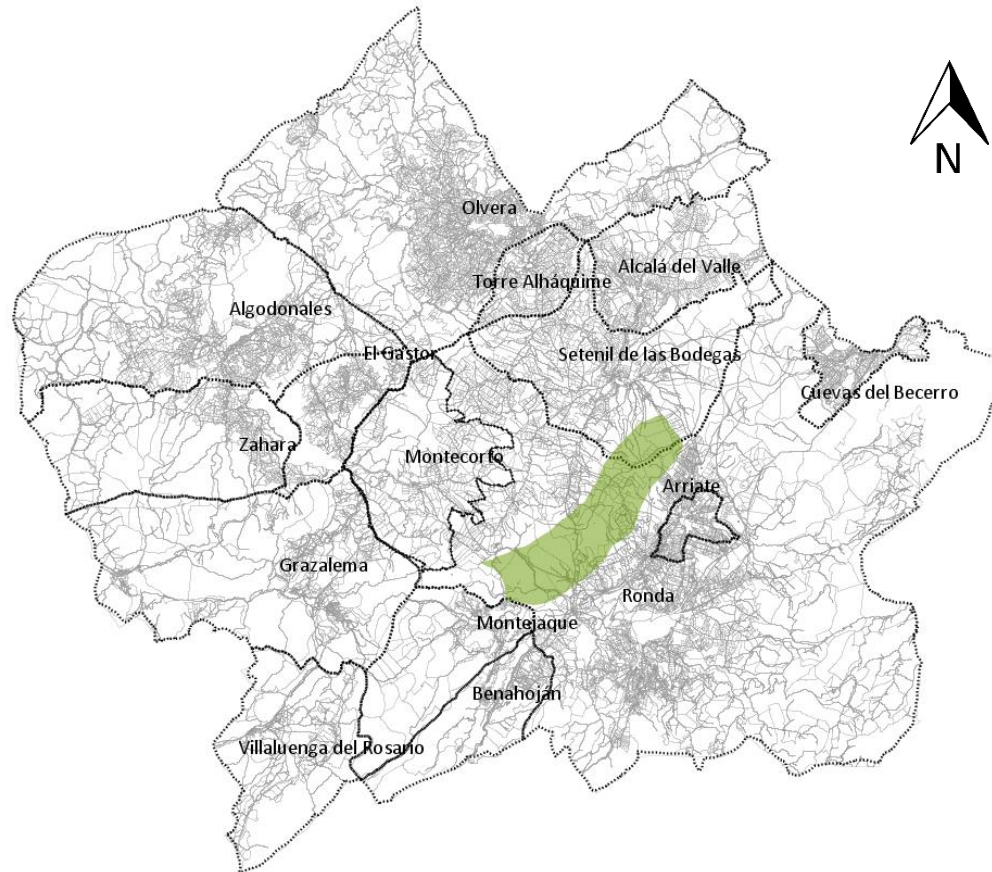 N
Olvera
Torre Alháquime
Alcalá del Valle
Algodonales
El Gastor
Setenil de las Bodegas
Cuevas del Becerro
Zahara
Montecorto
Arriate
Grazalema
Ronda
Montejaque
Benahoján
Villaluenga del Rosario